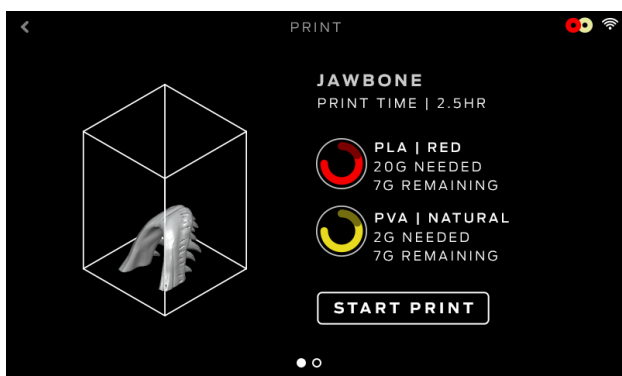 PRINT
JAWBONE
PRINT TIME | 2.5HR
PLA | RED
20G NEEDED
7G REMAINING
PVA | NATURAL
2G NEEDED
7G REMAINING
START PRINT